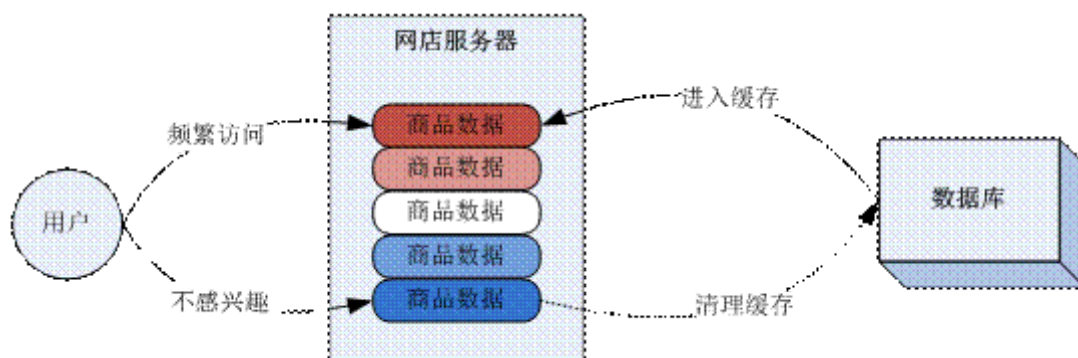 网店服务器
频繁访问
商品数据
进入缓存
商品数据
用户
商品数据
数据库
商品数据
不感兴趣
商品数据
清理缓存